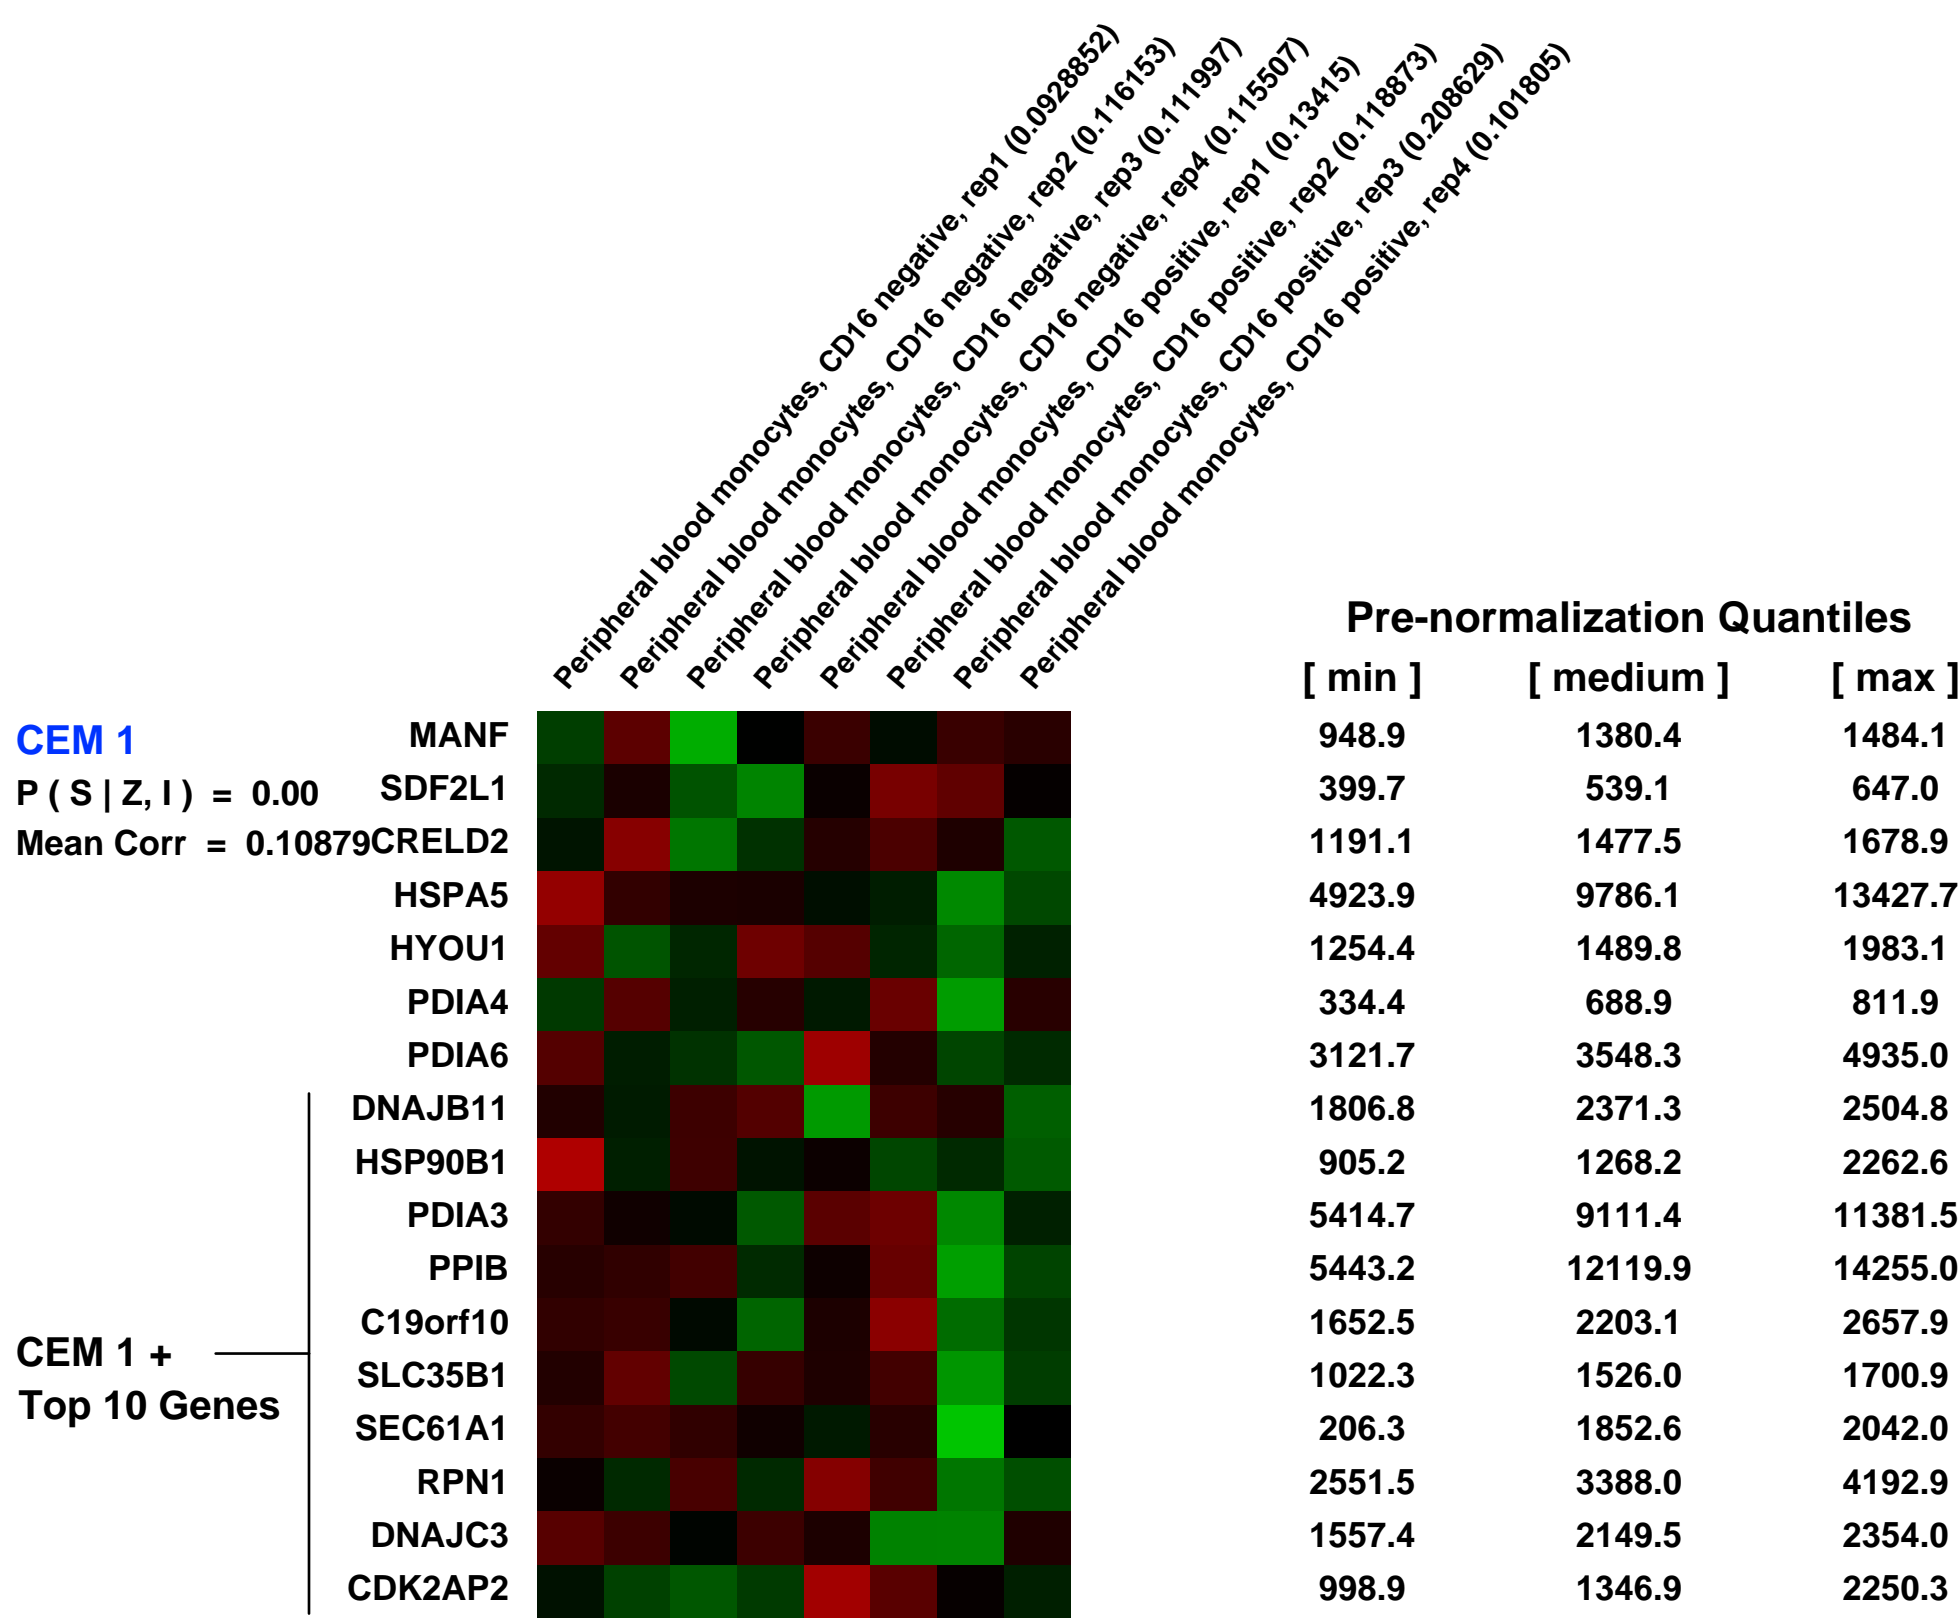 Peripheral blood monocytes, CD16 negative, rep1 (0.0928852)
Peripheral blood monocytes, CD16 negative, rep2 (0.116153)
Peripheral blood monocytes, CD16 negative, rep3 (0.111997)
Peripheral blood monocytes, CD16 negative, rep4 (0.115507)
Peripheral blood monocytes, CD16 positive, rep1 (0.13415)
Peripheral blood monocytes, CD16 positive, rep2 (0.118873)
Peripheral blood monocytes, CD16 positive, rep3 (0.208629)
Peripheral blood monocytes, CD16 positive, rep4 (0.101805)
Pre-normalization Quantiles
[ min ] [ medium ] [ max ]
CEM 1 MANF 948.9 1380.4 1484.1
P ( S | Z, I ) = 0.00 SDF2L1 399.7 539.1 647.0
Mean Corr = 0.10879 CRELD2 1191.1 1477.5 1678.9
HSPA5 4923.9 9786.1 13427.7
HYOU1 1254.4 1489.8 1983.1
PDIA4 334.4 688.9 811.9
PDIA6 3121.7 3548.3 4935.0
DNAJB11 1806.8 2371.3 2504.8
HSP90B1 905.2 1268.2 2262.6
PDIA3 5414.7 9111.4 11381.5
PPIB 5443.2 12119.9 14255.0
C19orf10 1652.5 2203.1 2657.9
CEM 1 +
SLC35B1 1022.3 1526.0 1700.9
Top 10 Genes
SEC61A1 206.3 1852.6 2042.0
RPN1 2551.5 3388.0 4192.9
DNAJC3 1557.4 2149.5 2354.0
CDK2AP2 998.9 1346.9 2250.3